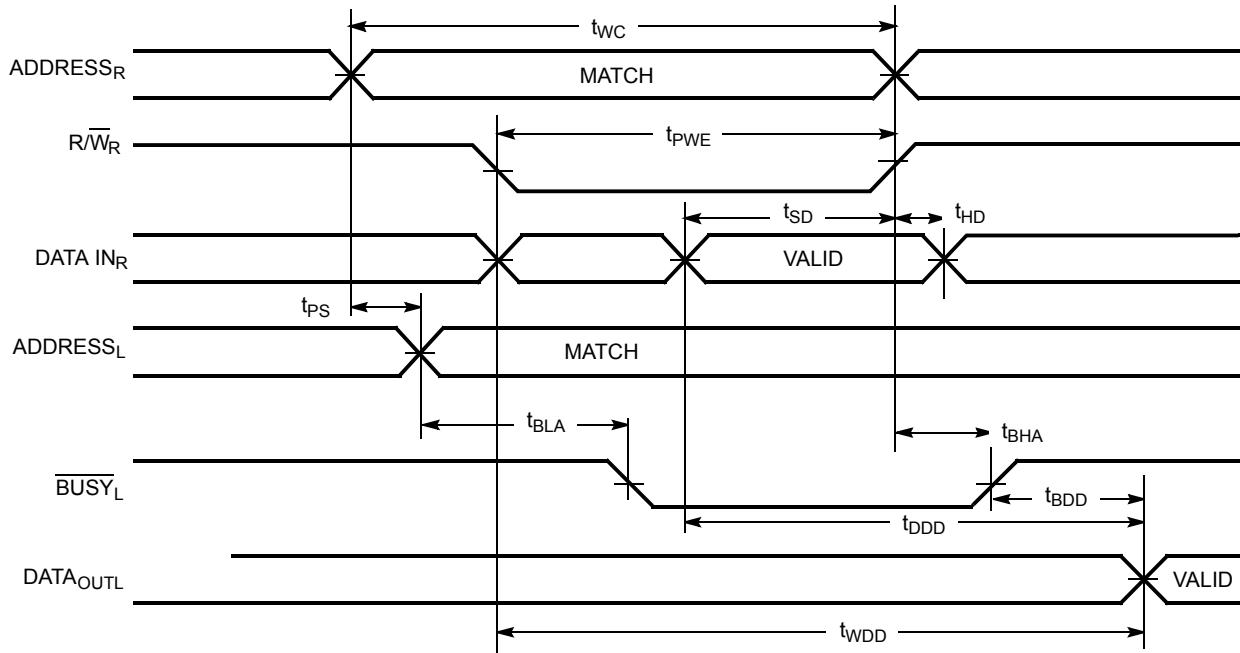 tWC
ADDRESSR
MATCH
R/W̅R
tPWE
tSD
tHD
DATA INR
VALID
tPS
ADDRESSL
MATCH
tBLA
tBHA
B̅U̅S̅Y̅L
tBDD
tDDD
DATAOUTL
VALID
tWDD